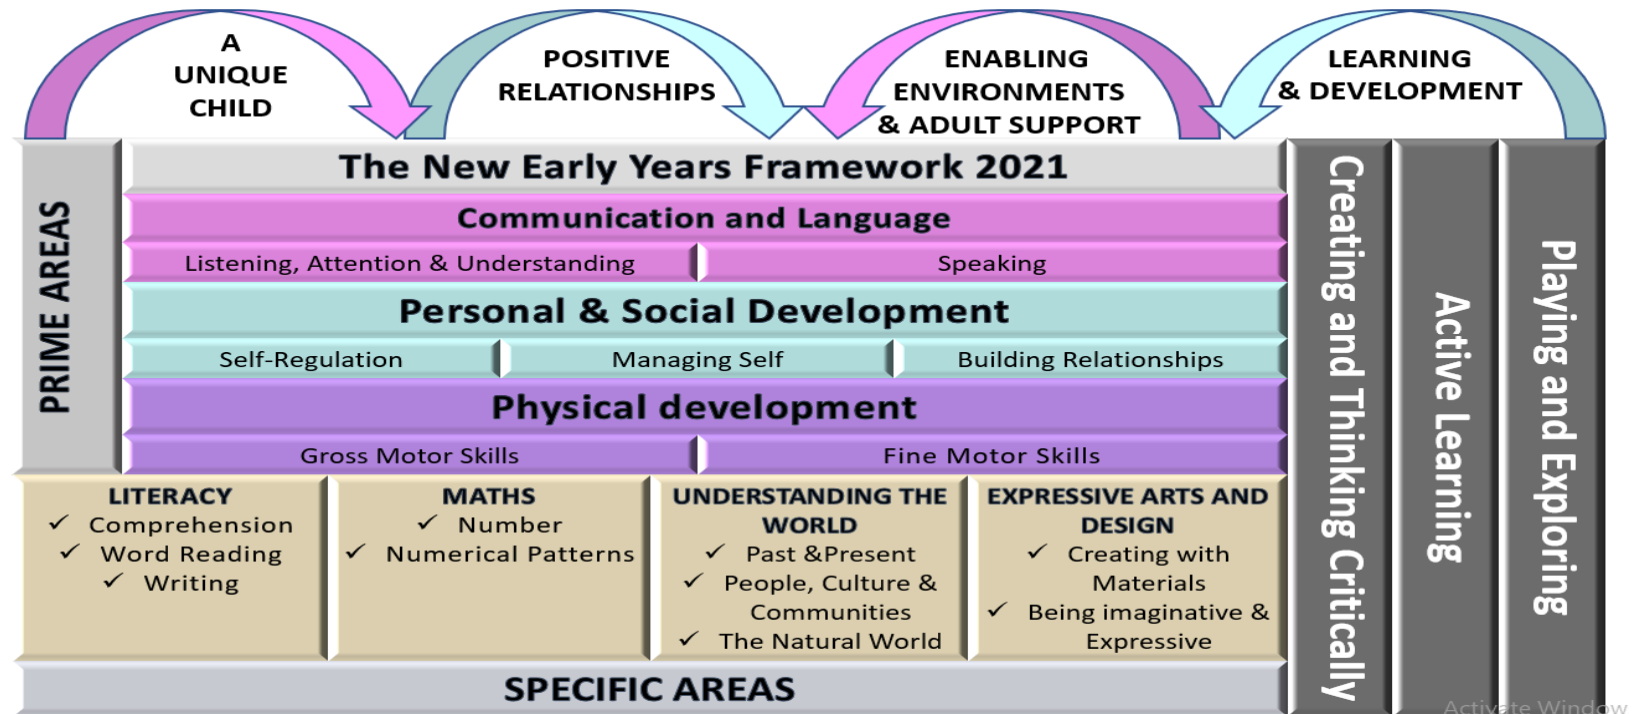 A
UNIQUE
CHILD
POSITIVE
RELATIONSHIPS
ENABLING
ENVIRONMENTS
& ADULT SUPPORT
LEARNING
& DEVELOPMENT
The New Early Years Framework 2021
PRIME AREAS
Communication and Language
Listening, Attention & Understanding
Speaking
Personal & Social Development
Self-Regulation
Managing Self
Building Relationships
Physical development
Gross Motor Skills
Fine Motor Skills
LITERACY
✓ Comprehension
✓ Word Reading
✓ Writing
MATHS
✓ Number
✓ Numerical Patterns
UNDERSTANDING THE
WORLD
✓ Past &Present
✓ People, Culture &
Communities
✓ The Natural World
EXPRESSIVE ARTS AND
DESIGN
✓ Creating with
Materials
✓ Being imaginative &
Expressive
SPECIFIC AREAS
Creating and Thinking Critically
Active Learning
Playing and Exploring
Activate Window